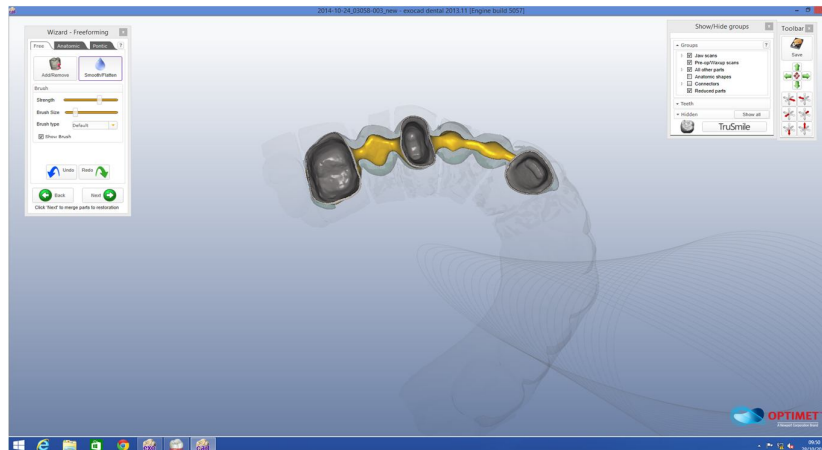 2014-10-24_03058-003_new - exocad dental 2013.11 [Engine build 5057]
Wizard - Freeforming
Free Anatomic Pontic ?
Add/Remove Smooth/Flatten
Brush
Strength
Brush Size
Brush type Default
Show Brush
Undo Redo
Back Next
Click 'Next' to merge parts to restoration
Show/Hide groups
Groups ?
Jaw scans
Pre-op/Waxup scans
All other parts
Anatomic shapes
Connectors
Reduced parts
Teeth
Hidden Show all
TruSmile
Toolbar
Save
OPTIMET
09:50